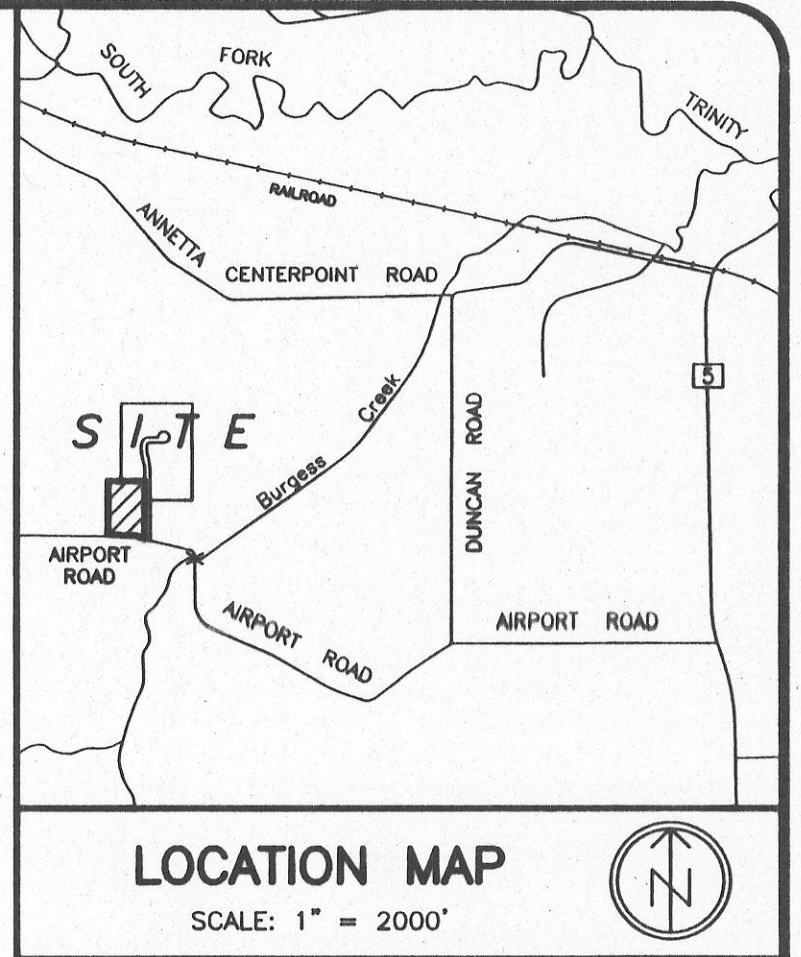 SOUTH
FORK
TRINITY
RAILROAD
ANNETTA
CENTERPOINT ROAD
5
SITE
Burgess Creek
DUNCAN ROAD
AIRPORT
ROAD
AIRPORT ROAD
AIRPORT ROAD
LOCATION MAP
SCALE: 1" = 2000'
N